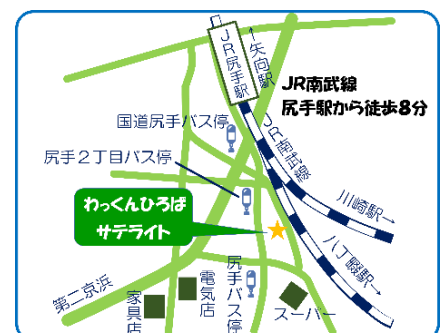 JR尻手駅
←矢向駅
JR南武線
尻手駅から徒歩8分
国道尻手バス停
JR南武線
尻手2丁目バス停
わっくんひろば
サテライト
川崎駅→
八丁畷駅→
第二京浜
家具店
電気店
尻手バス停
スーパー